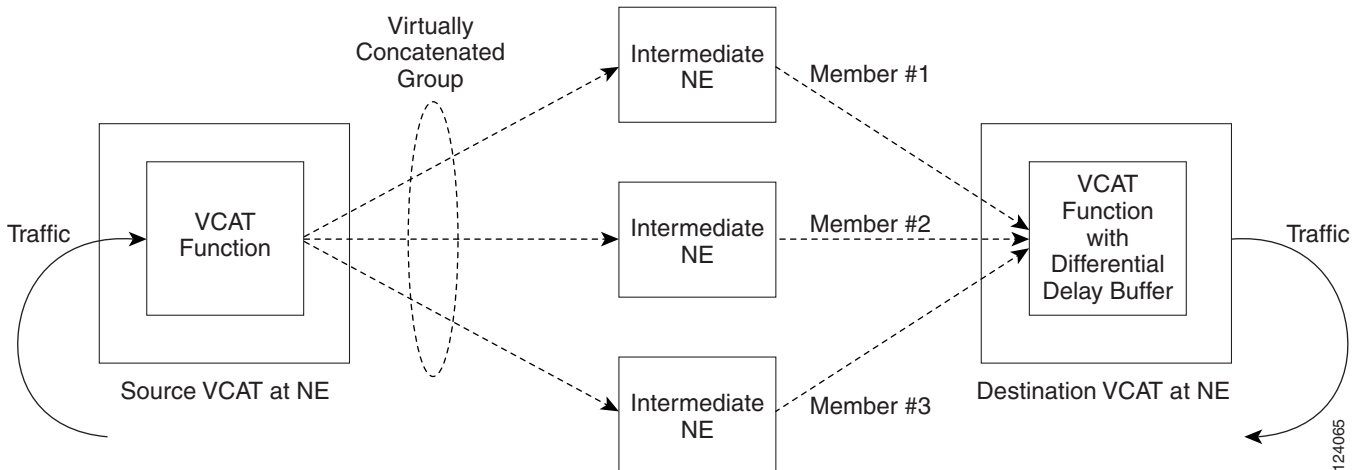 Virtually
Concatenated
Group
Intermediate
NE
Member #1
Traffic
VCAT
Function
Intermediate
NE
Member #2
VCAT
Function
with
Differential
Delay Buffer
Traffic
Source VCAT at NE
Intermediate
NE
Member #3
Destination VCAT at NE
124065